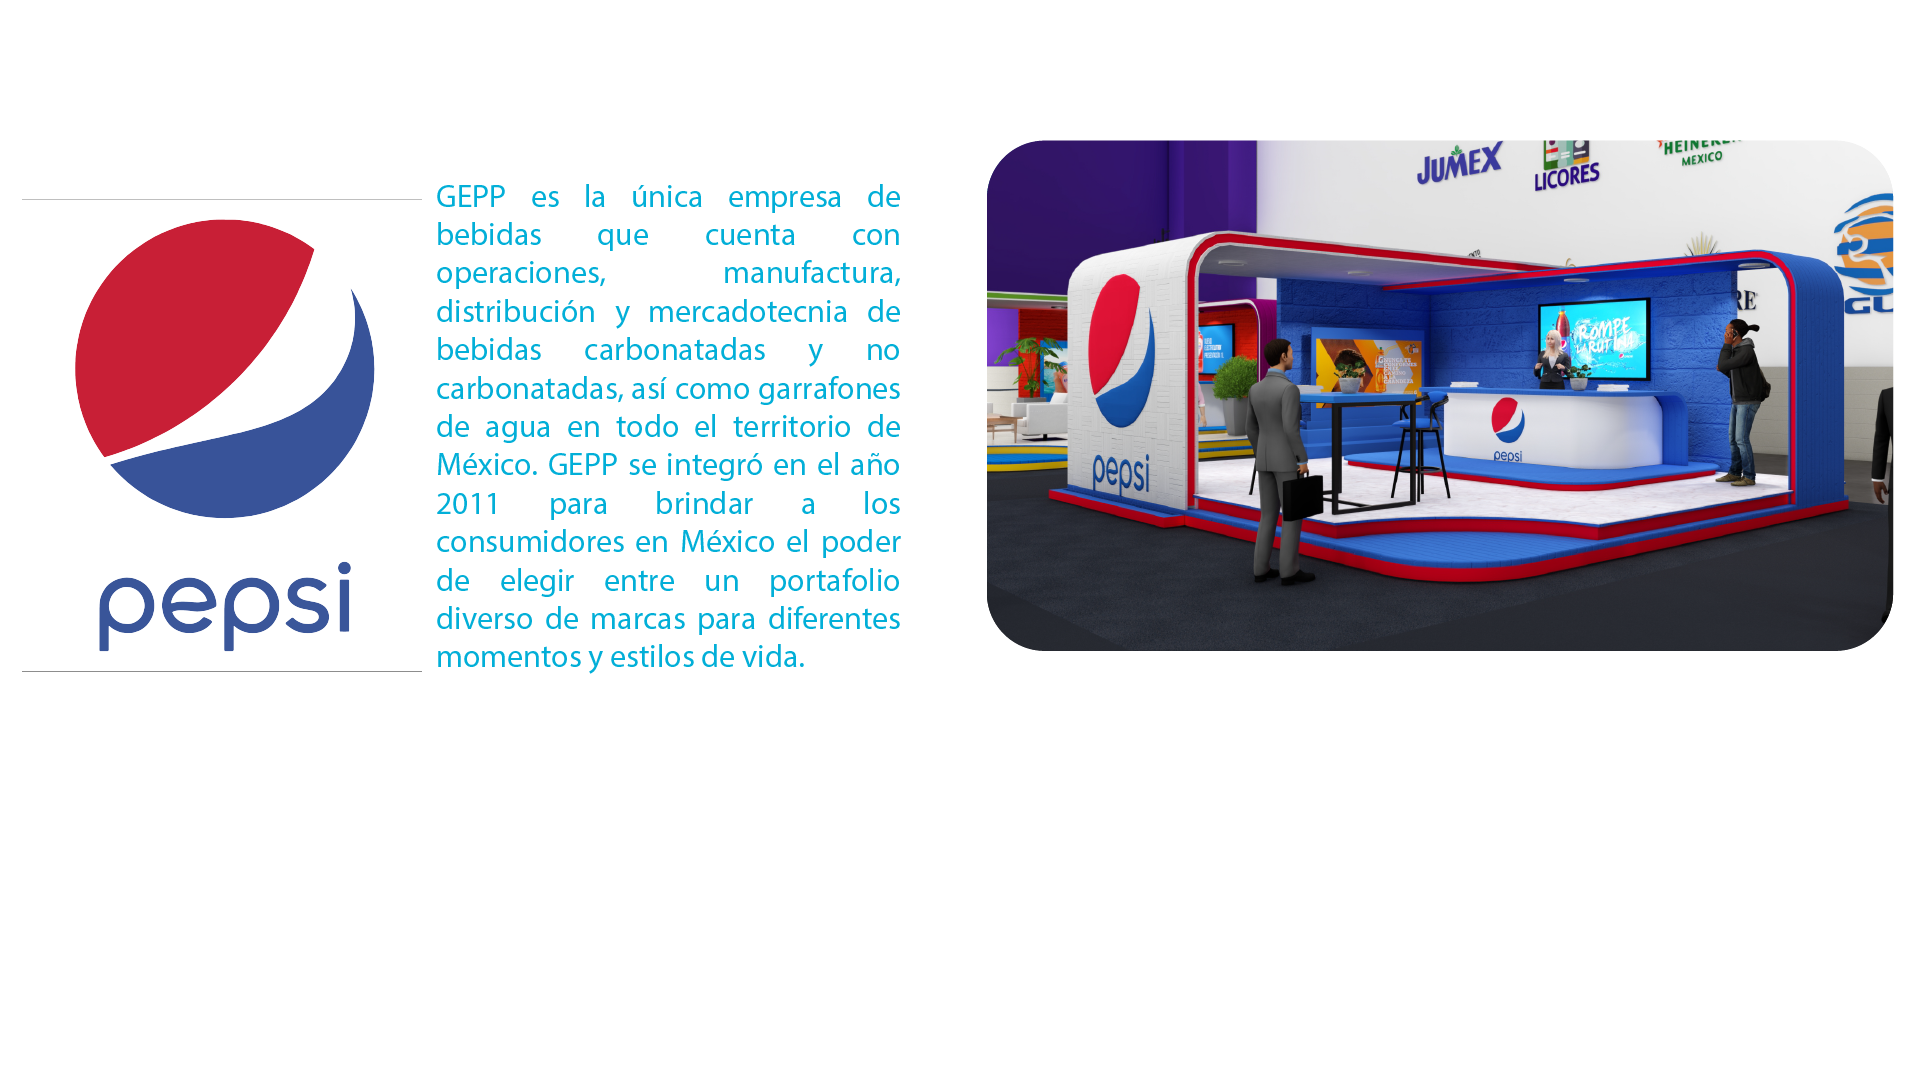 pepsi
GEPP es la única empresa de
bebidas que cuenta con
operaciones, manufactura,
distribución y mercadotecnia de
bebidas carbonatadas y no
carbonatadas, así como garrafones
de agua en todo el territorio de
México. GEPP se integró en el año
2011 para brindar a los
consumidores en México el poder
de elegir entre un portafolio
diverso de marcas para diferentes
momentos y estilos de vida.
JUMEX
LICORES
HEINEKEN
MEXICO
RE
GU
ROMPE
LA RUTINA
pepsi
pepsi